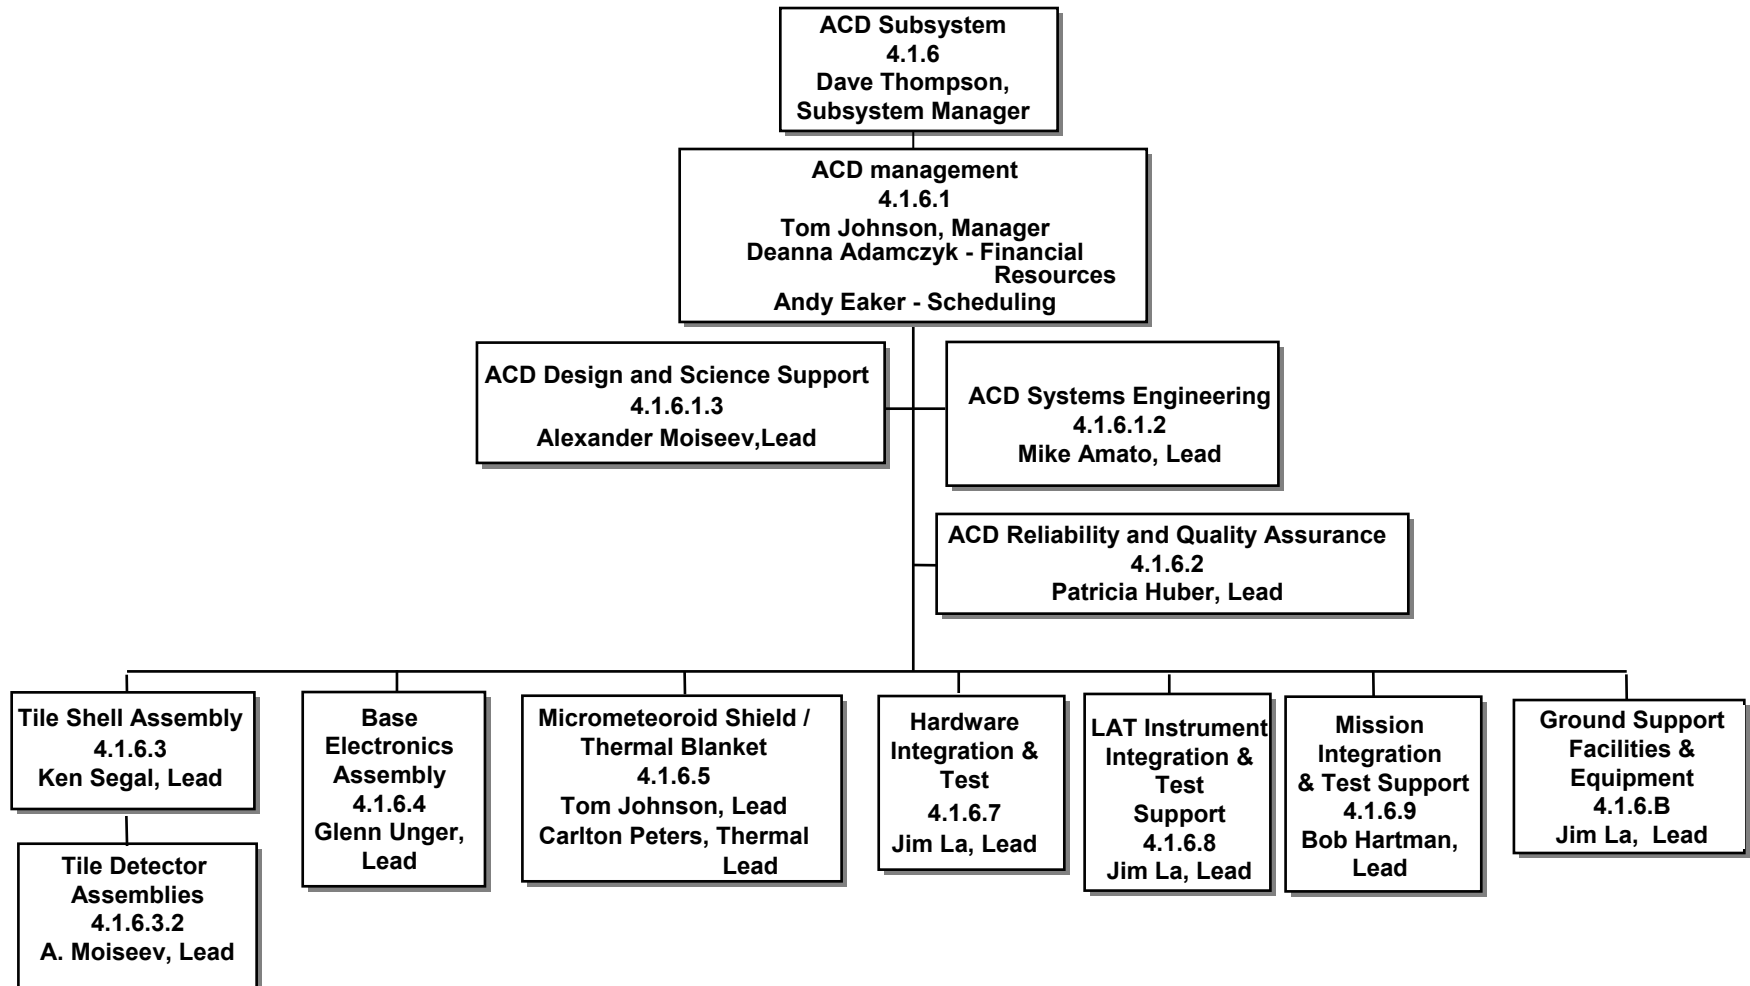 ACD Subsystem
4.1.6
Dave Thompson,
Subsystem Manager
ACD management
4.1.6.1
Tom Johnson, Manager
Deanna Adamczyk - Financial
Resources
Andy Eaker - Scheduling
ACD Design and Science Support
4.1.6.1.3
Alexander Moiseev,Lead
ACD Systems Engineering
4.1.6.1.2
Mike Amato, Lead
ACD Reliability and Quality Assurance
4.1.6.2
Patricia Huber, Lead
Tile Shell Assembly
4.1.6.3
Ken Segal, Lead
Tile Detector
Assemblies
4.1.6.3.2
A. Moiseev, Lead
Base
Electronics
Assembly
4.1.6.4
Glenn Unger,
Lead
Micrometeoroid Shield /
Thermal Blanket
4.1.6.5
Tom Johnson, Lead
Carlton Peters, Thermal
Lead
Hardware
Integration &
Test
4.1.6.7
Jim La, Lead
LAT Instrument
Integration &
Test
Support
4.1.6.8
Jim La, Lead
Mission
Integration
& Test Support
4.1.6.9
Bob Hartman,
Lead
Ground Support
Facilities &
Equipment
4.1.6.B
Jim La, Lead